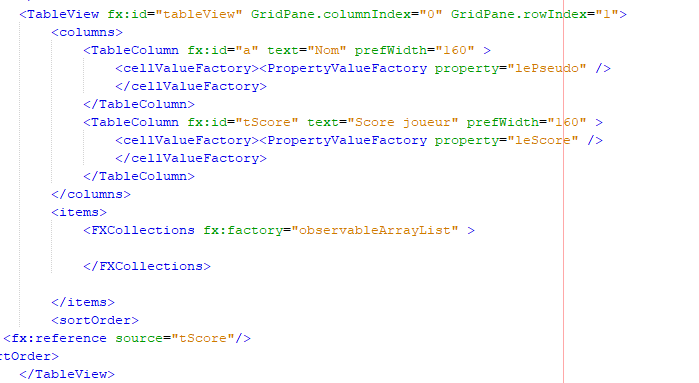 <TableView fx:id="tableView" GridPane.columnIndex="0" GridPane.rowIndex="1">
<columns>
<TableColumn fx:id="a" text="Nom" prefWidth="160" >
<cellValueFactory><PropertyValueFactory property="lePseudo" />
</cellValueFactory>
</TableColumn>
<TableColumn fx:id="tScore" text="Score joueur" prefWidth="160" >
<cellValueFactory><PropertyValueFactory property="leScore" />
</cellValueFactory>
</TableColumn>
</columns>
<items>
<FXCollections fx:factory="observableArrayList" >
</FXCollections>
</items>
<sortOrder>
<fx:reference source="tScore"/>
rtOrder>
</TableView>